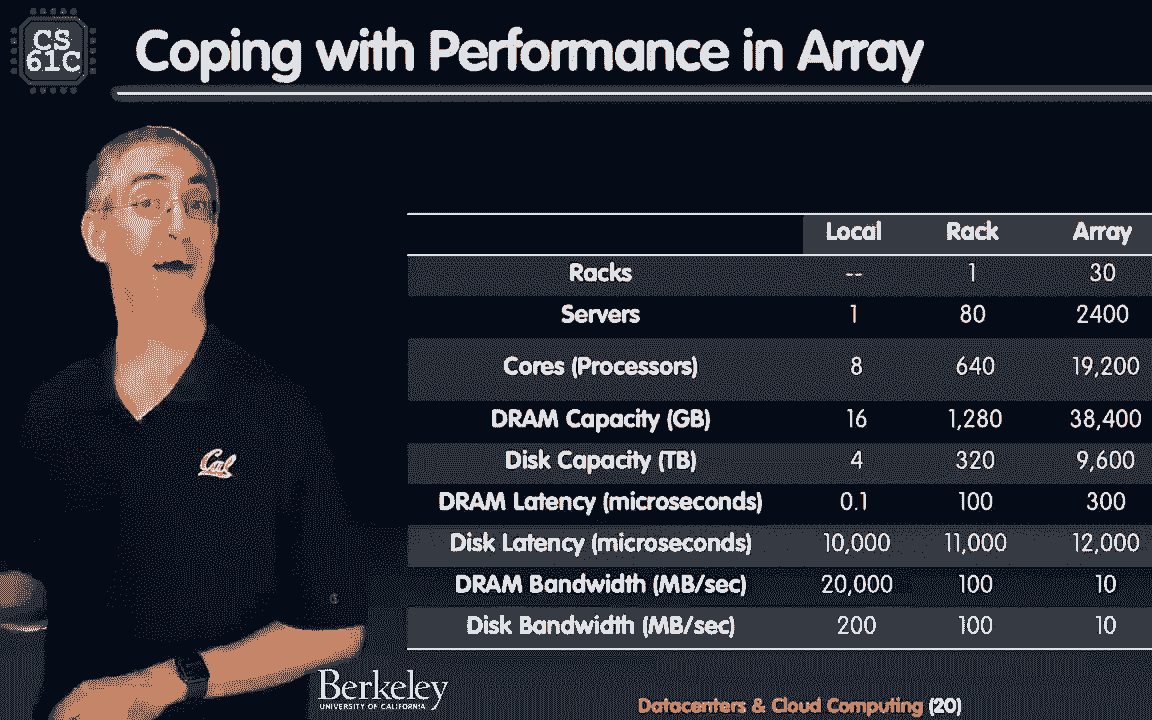 CS
61C
Coping with Performance in Array
Local Rack Array
Racks -- 1 30
Servers 1 80 2400
Cores (Processors) 8 640 19,200
DRAM Capacity (GB) 16 1,280 38,400
Disk Capacity (TB) 4 320 9,600
DRAM Latency (microseconds) 0.1 100 300
Disk Latency (microseconds) 10,000 11,000 12,000
DRAM Bandwidth (MB/sec) 20,000 100 10
Disk Bandwidth (MB/sec) 200 100 10
Cal
Berkeley
UNIVERSITY OF CALIFORNIA
Datacenters & Cloud Computing (20)